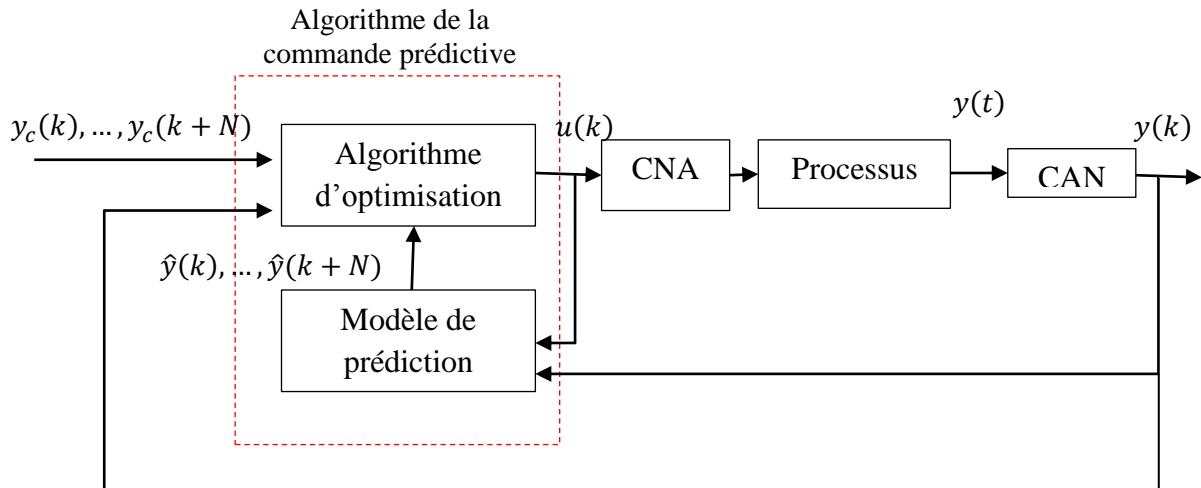 Algorithme de la
commande prédictive
y_c(k), … , y_c(k + N)
Algorithme
d’optimisation
u(k)
CNA
Processus
y(t)
CAN
y(k)
ŷ(k), … , ŷ(k + N)
Modèle de
prédiction